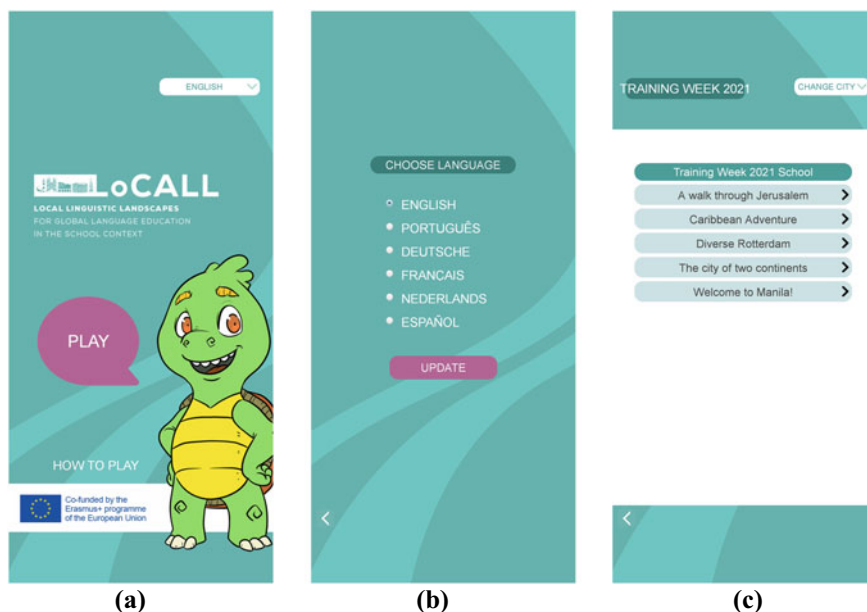 ENGLISH
LoCALL
LOCAL LINGUISTIC LANDSCAPES
FOR GLOBAL LANGUAGE EDUCATION
IN THE SCHOOL CONTEXT
PLAY
HOW TO PLAY
Co-funded by the
Erasmus+ programme
of the European Union
(a)
CHOOSE LANGUAGE
ENGLISH
PORTUGUÊS
DEUTSCHE
FRANCAIS
NEDERLANDS
ESPAÑOL
UPDATE
(b)
TRAINING WEEK 2021
CHANGE CITY
Training Week 2021 School
A walk through Jerusalem
Caribbean Adventure
Diverse Rotterdam
The city of two continents
Welcome to Manila!
(c)